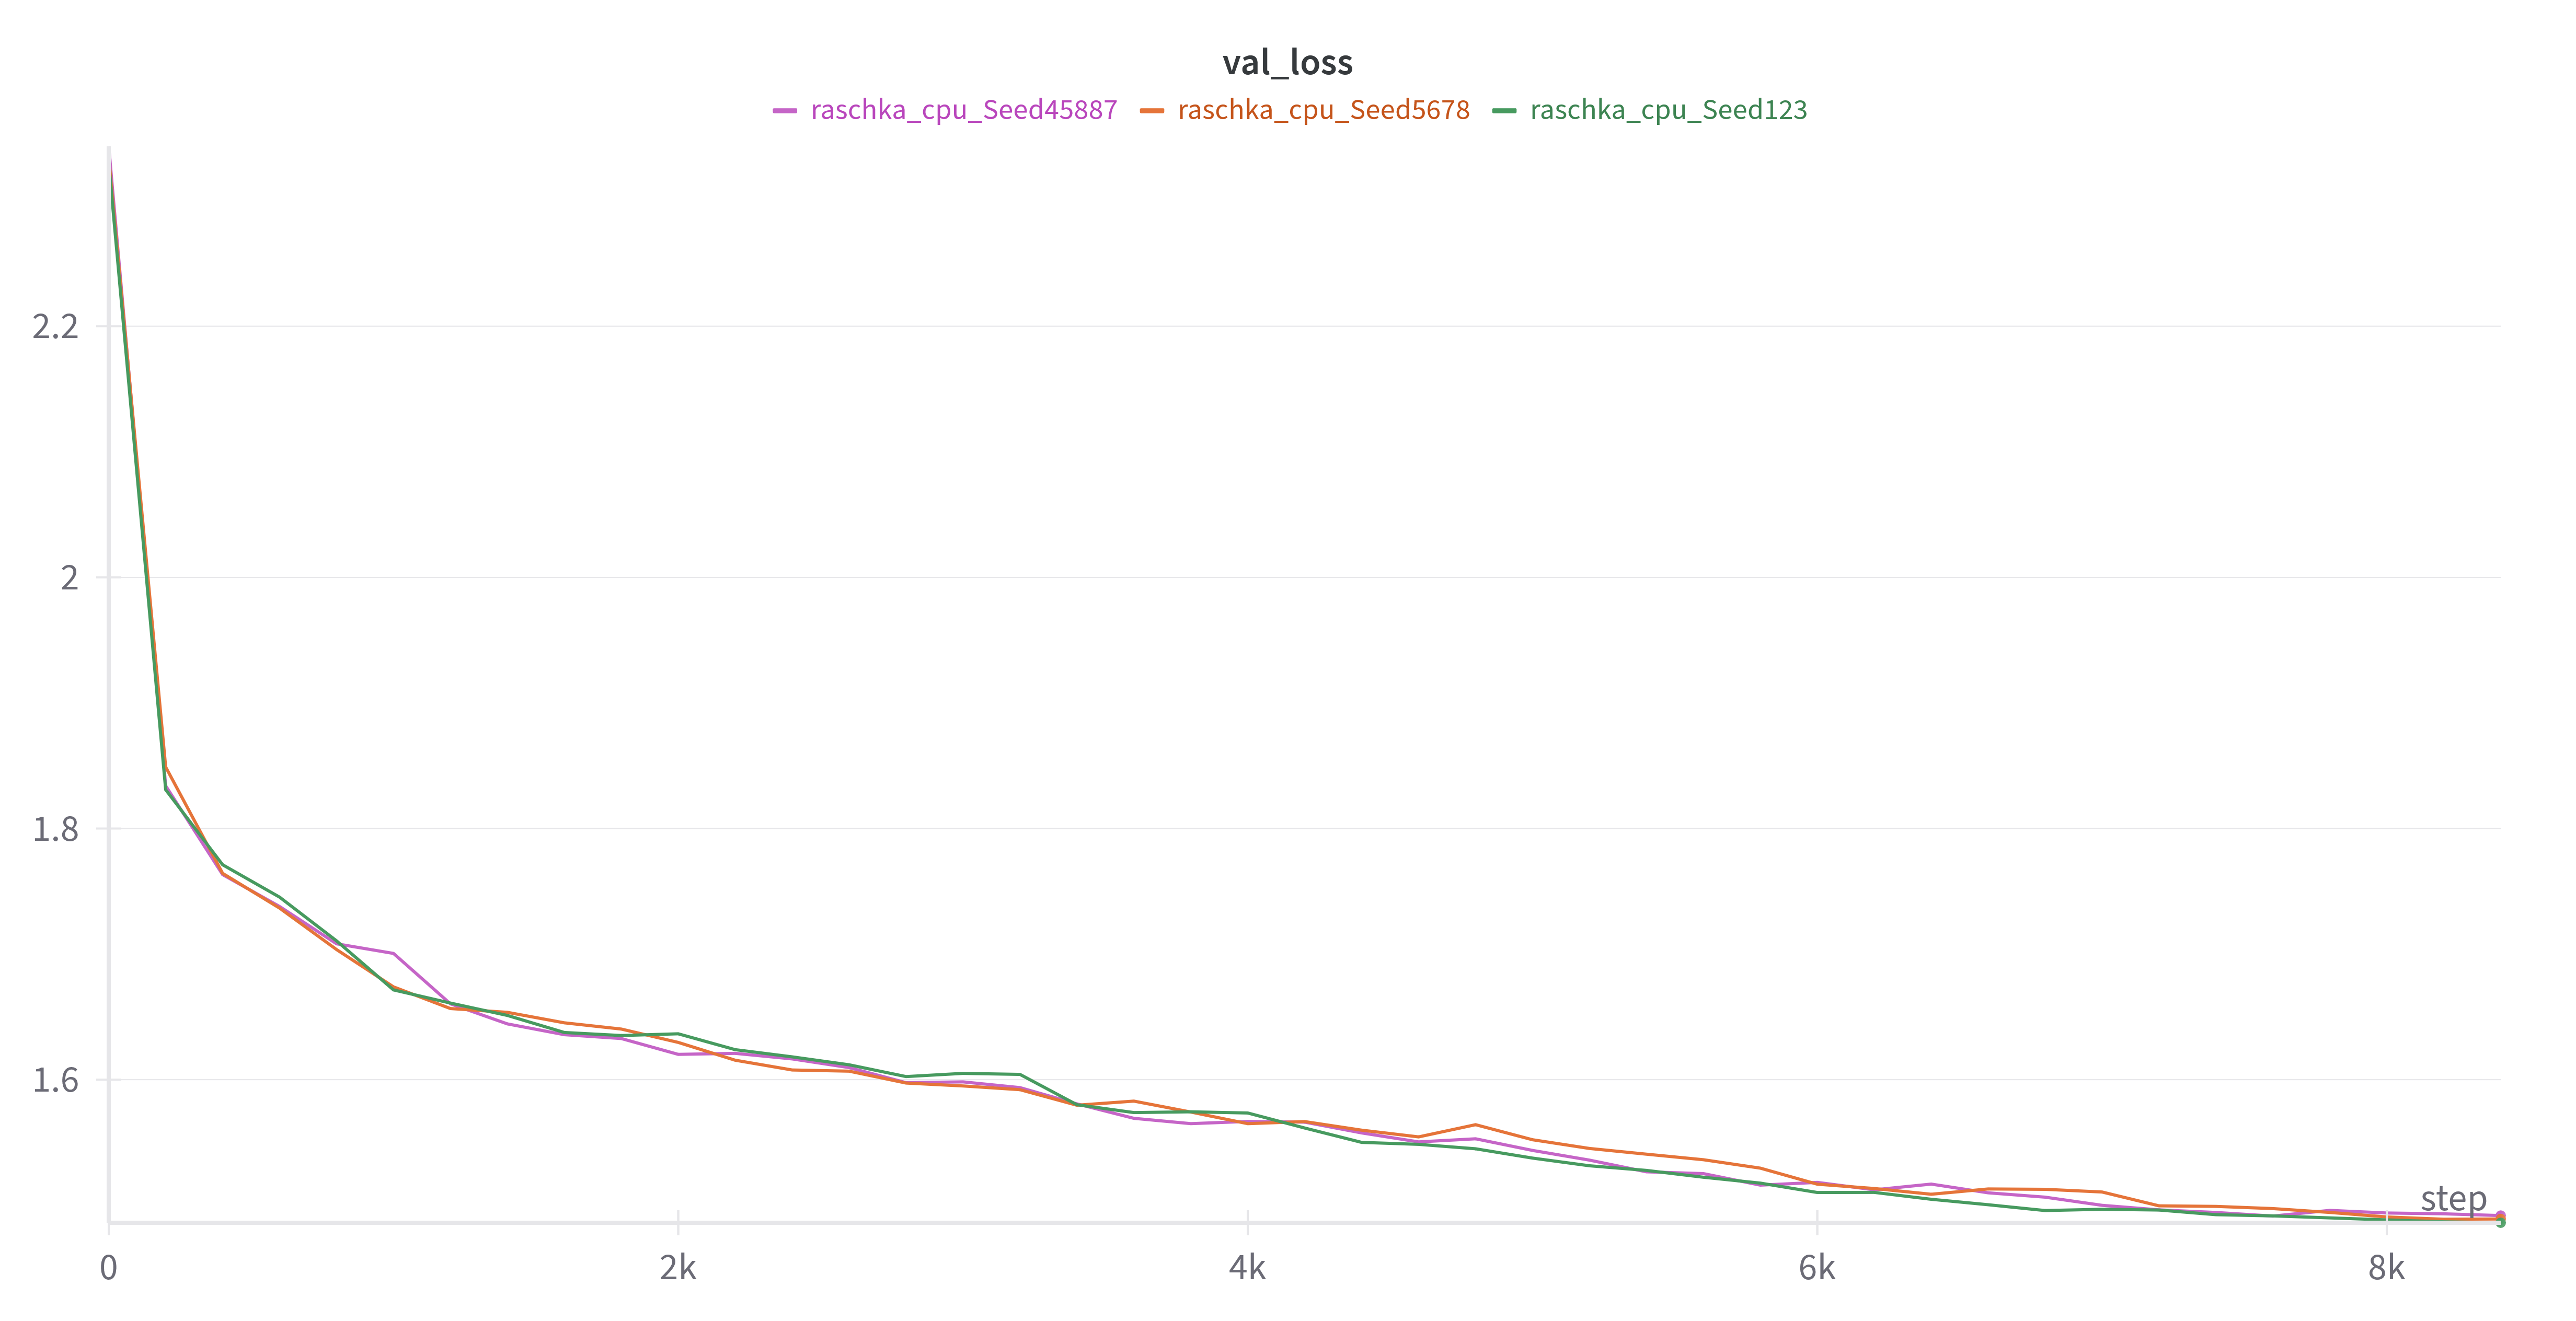 val_loss
raschka_cpu_Seed45887 raschka_cpu_Seed5678 raschka_cpu_Seed123
2.2
2
1.8
1.6
step
0 2k 4k 6k 8k